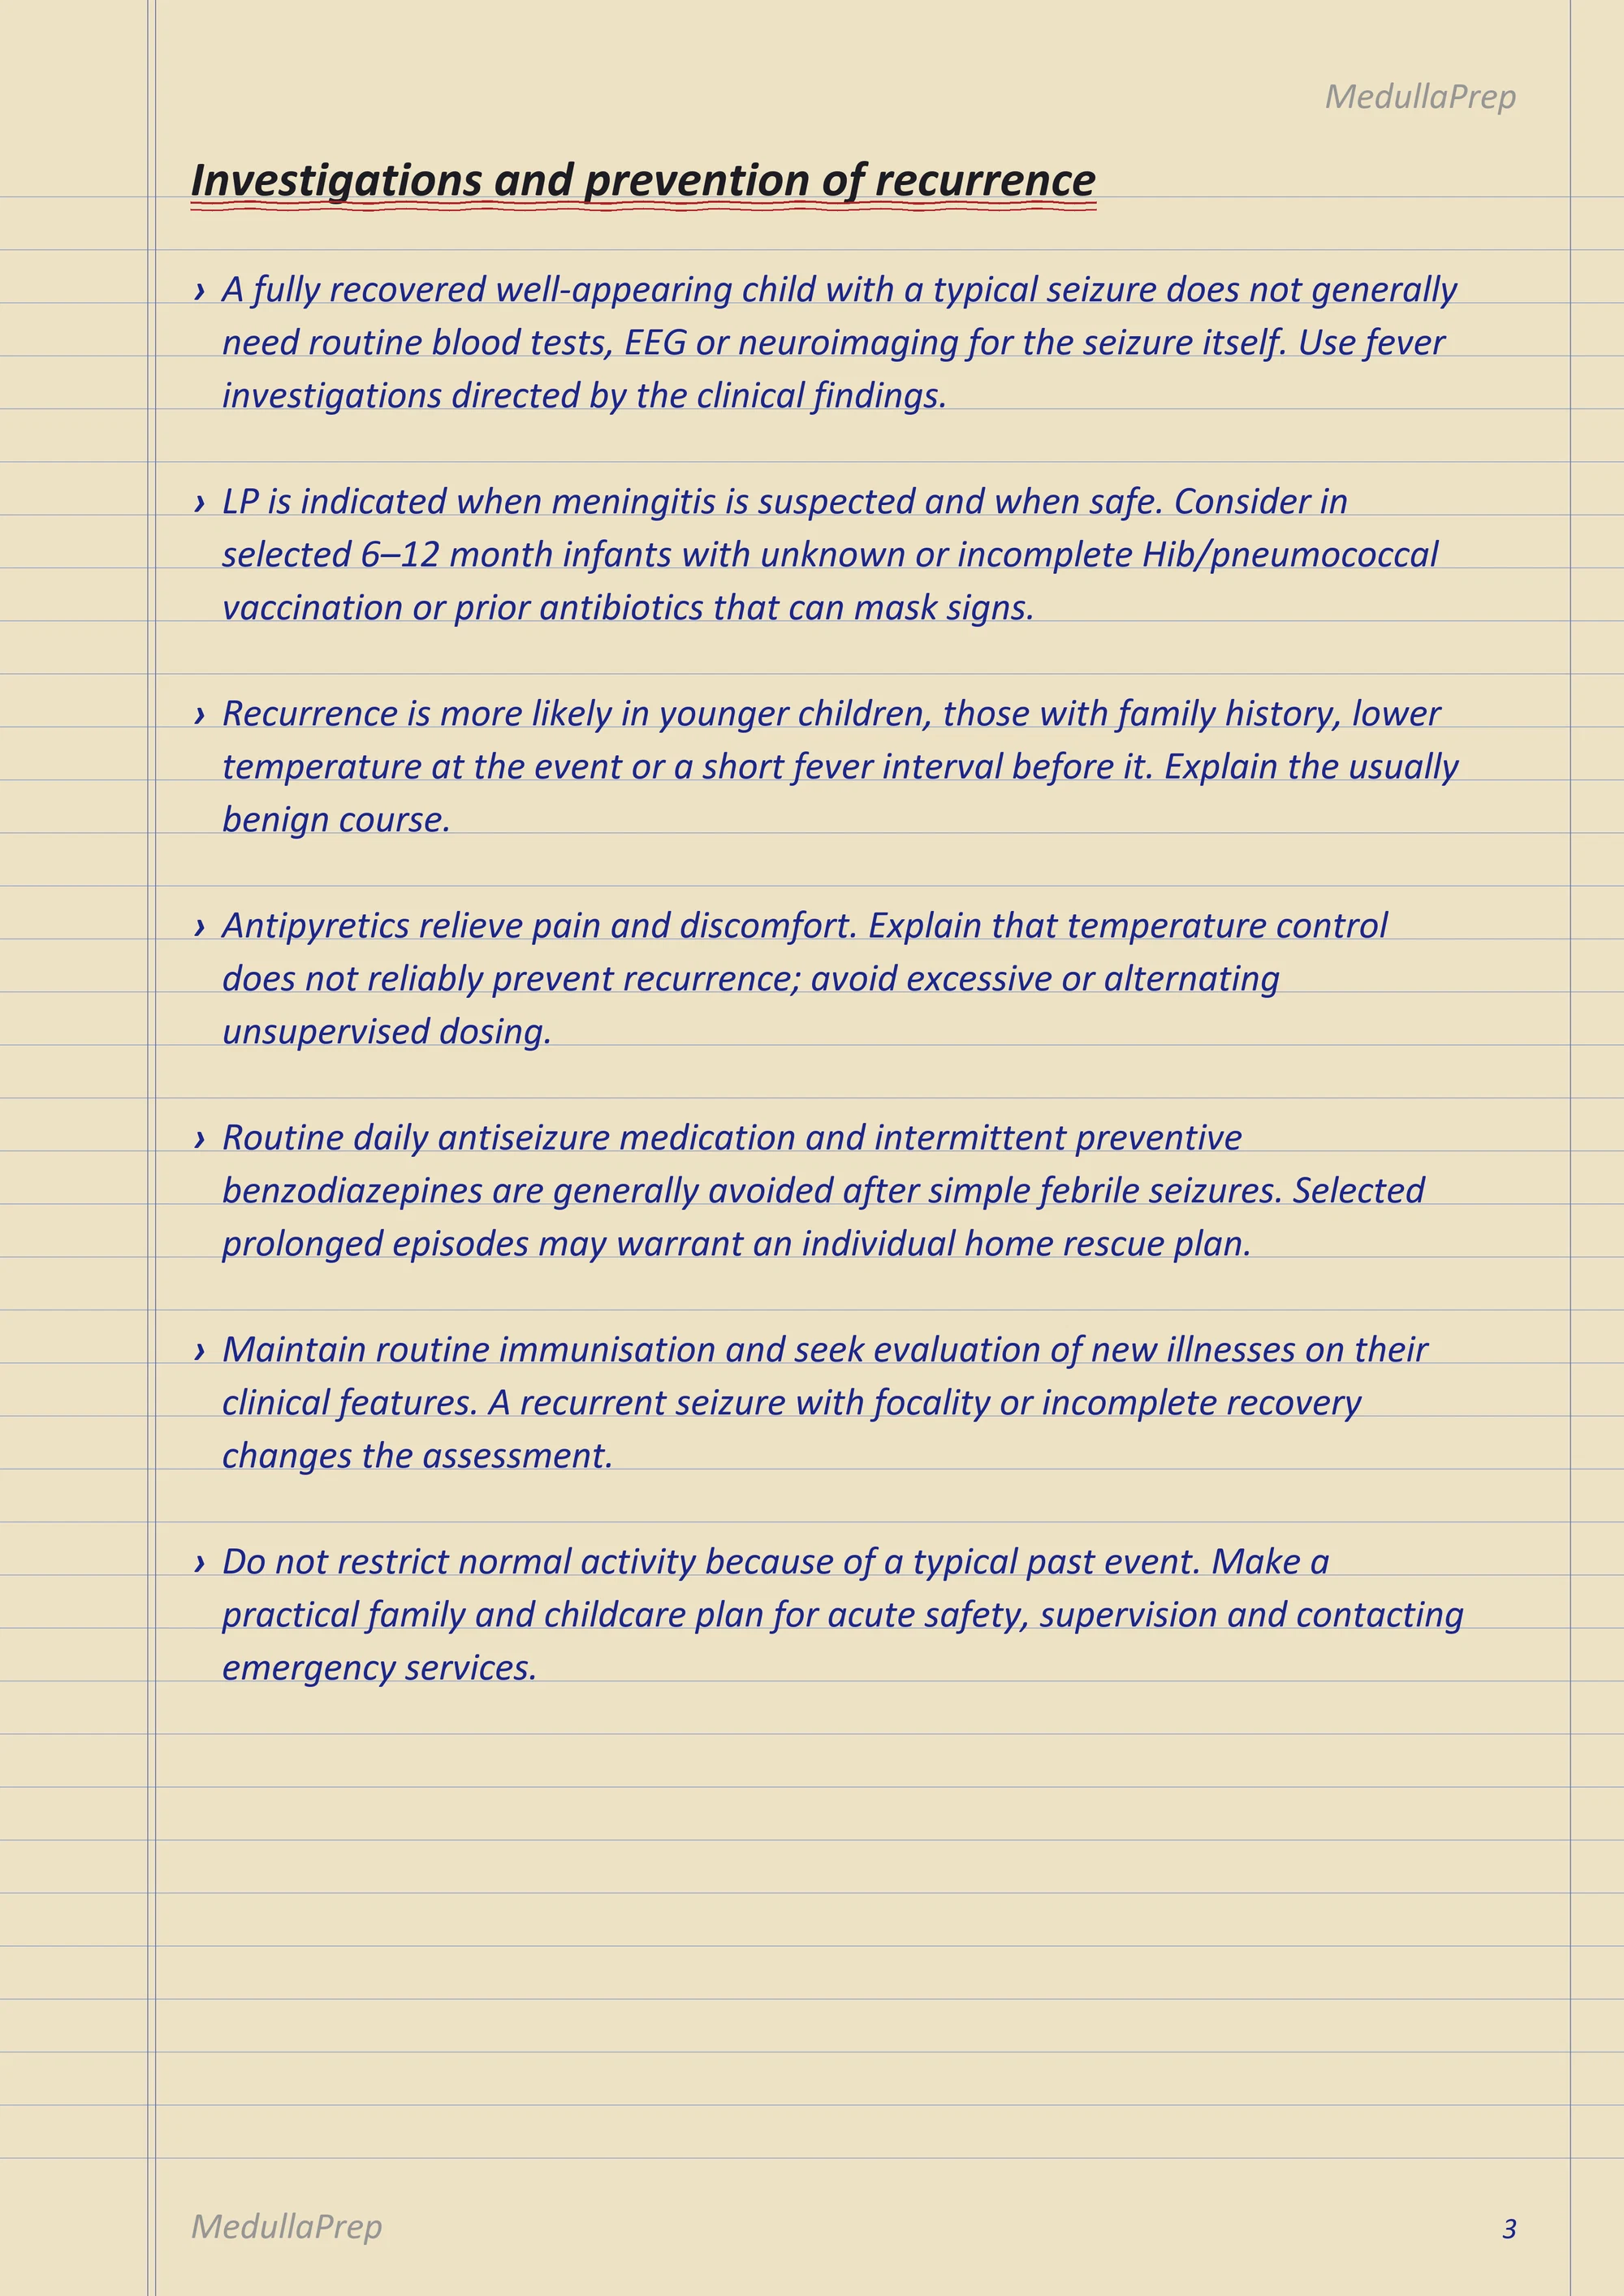 MedullaPrep
Investigations and prevention of recurrence
› A fully recovered well-appearing child with a typical seizure does not generally
need routine blood tests, EEG or neuroimaging for the seizure itself. Use fever
investigations directed by the clinical findings.
› LP is indicated when meningitis is suspected and when safe. Consider in
selected 6–12 month infants with unknown or incomplete Hib/pneumococcal
vaccination or prior antibiotics that can mask signs.
› Recurrence is more likely in younger children, those with family history, lower
temperature at the event or a short fever interval before it. Explain the usually
benign course.
› Antipyretics relieve pain and discomfort. Explain that temperature control
does not reliably prevent recurrence; avoid excessive or alternating
unsupervised dosing.
› Routine daily antiseizure medication and intermittent preventive
benzodiazepines are generally avoided after simple febrile seizures. Selected
prolonged episodes may warrant an individual home rescue plan.
› Maintain routine immunisation and seek evaluation of new illnesses on their
clinical features. A recurrent seizure with focality or incomplete recovery
changes the assessment.
› Do not restrict normal activity because of a typical past event. Make a
practical family and childcare plan for acute safety, supervision and contacting
emergency services.
MedullaPrep
3